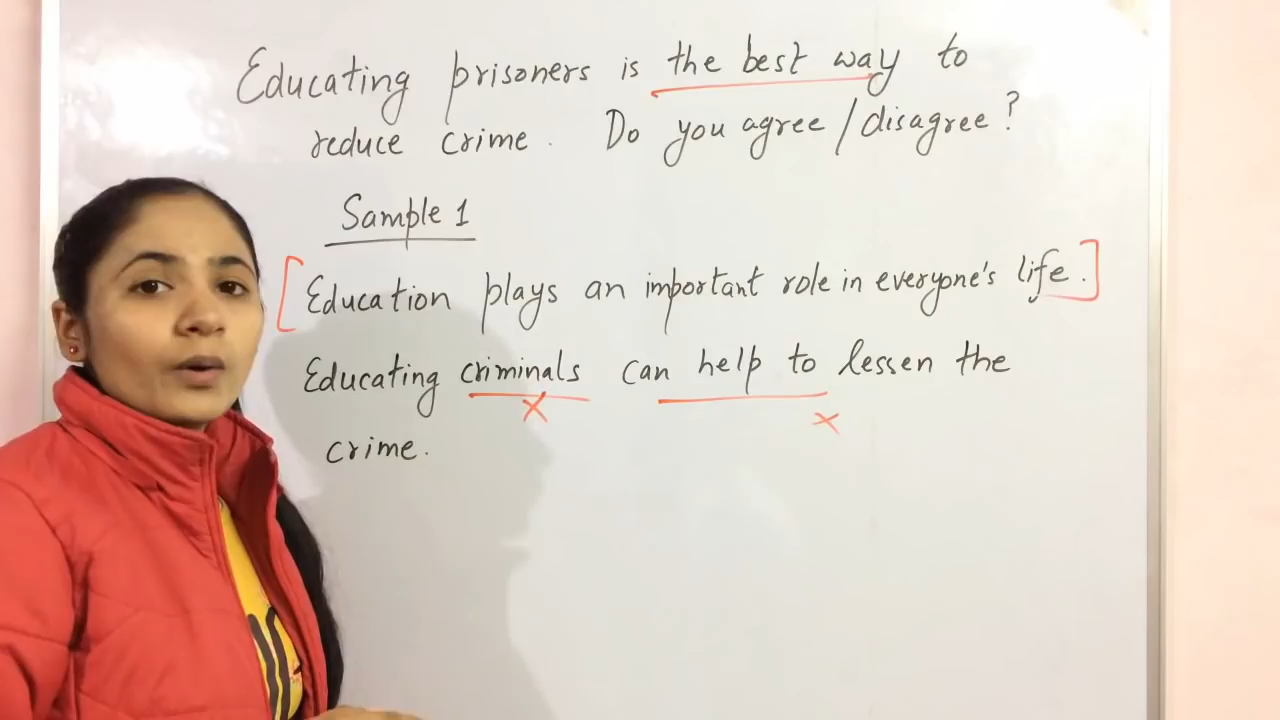 Educating prisoners is the best way to
reduce crime. Do you agree/disagree?
Sample 1
[Education plays an important role in everyone's life.]
Educating criminals can help to lessen the
x x
crime.